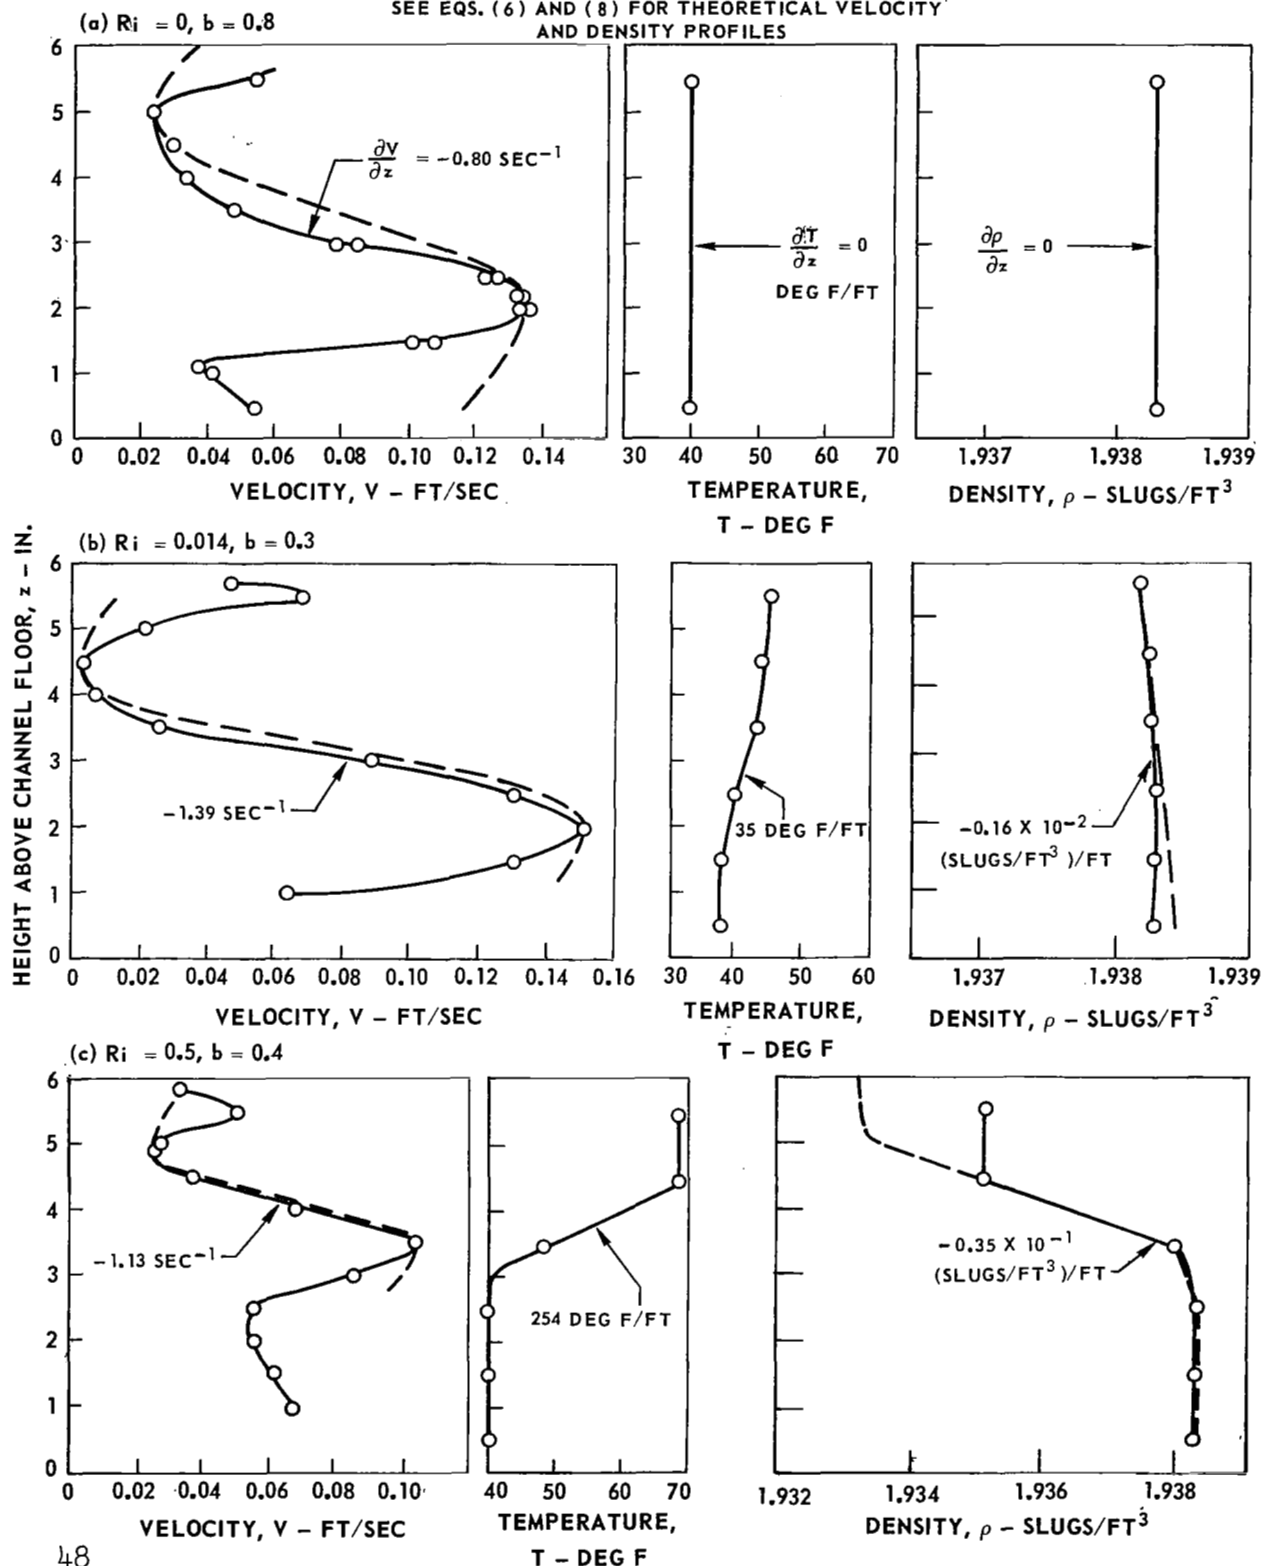 SEE EQS. (6) AND (8) FOR THEORETICAL VELOCITY
AND DENSITY PROFILES
(a) Ri = 0, b = 0.8
6
5
4
3
2
1
0
∂V/∂z = -0.80 SEC⁻¹
0 0.02 0.04 0.06 0.08 0.10 0.12 0.14
VELOCITY, V - FT/SEC
∂T/∂z = 0
DEG F/FT
30 40 50 60 70
TEMPERATURE,
T - DEG F
∂ρ/∂z = 0
1.937 1.938 1.939
DENSITY, ρ - SLUGS/FT³
HEIGHT ABOVE CHANNEL FLOOR, z - IN.
(b) Ri = 0.014, b = 0.3
6
5
4
3
2
1
0
-1.39 SEC⁻¹
0 0.02 0.04 0.06 0.08 0.10 0.12 0.14 0.16
VELOCITY, V - FT/SEC
35 DEG F/FT
30 40 50 60
TEMPERATURE,
T - DEG F
-0.16 X 10⁻²
(SLUGS/FT³)/FT
1.937 1.938 1.939
DENSITY, ρ - SLUGS/FT³
(c) Ri = 0.5, b = 0.4
6
5
4
3
2
1
0
-1.13 SEC⁻¹
0 0.02 0.04 0.06 0.08 0.10
VELOCITY, V - FT/SEC
254 DEG F/FT
40 50 60 70
TEMPERATURE,
T - DEG F
-0.35 X 10⁻¹
(SLUGS/FT³)/FT
1.932 1.934 1.936 1.938
DENSITY, ρ - SLUGS/FT³
48